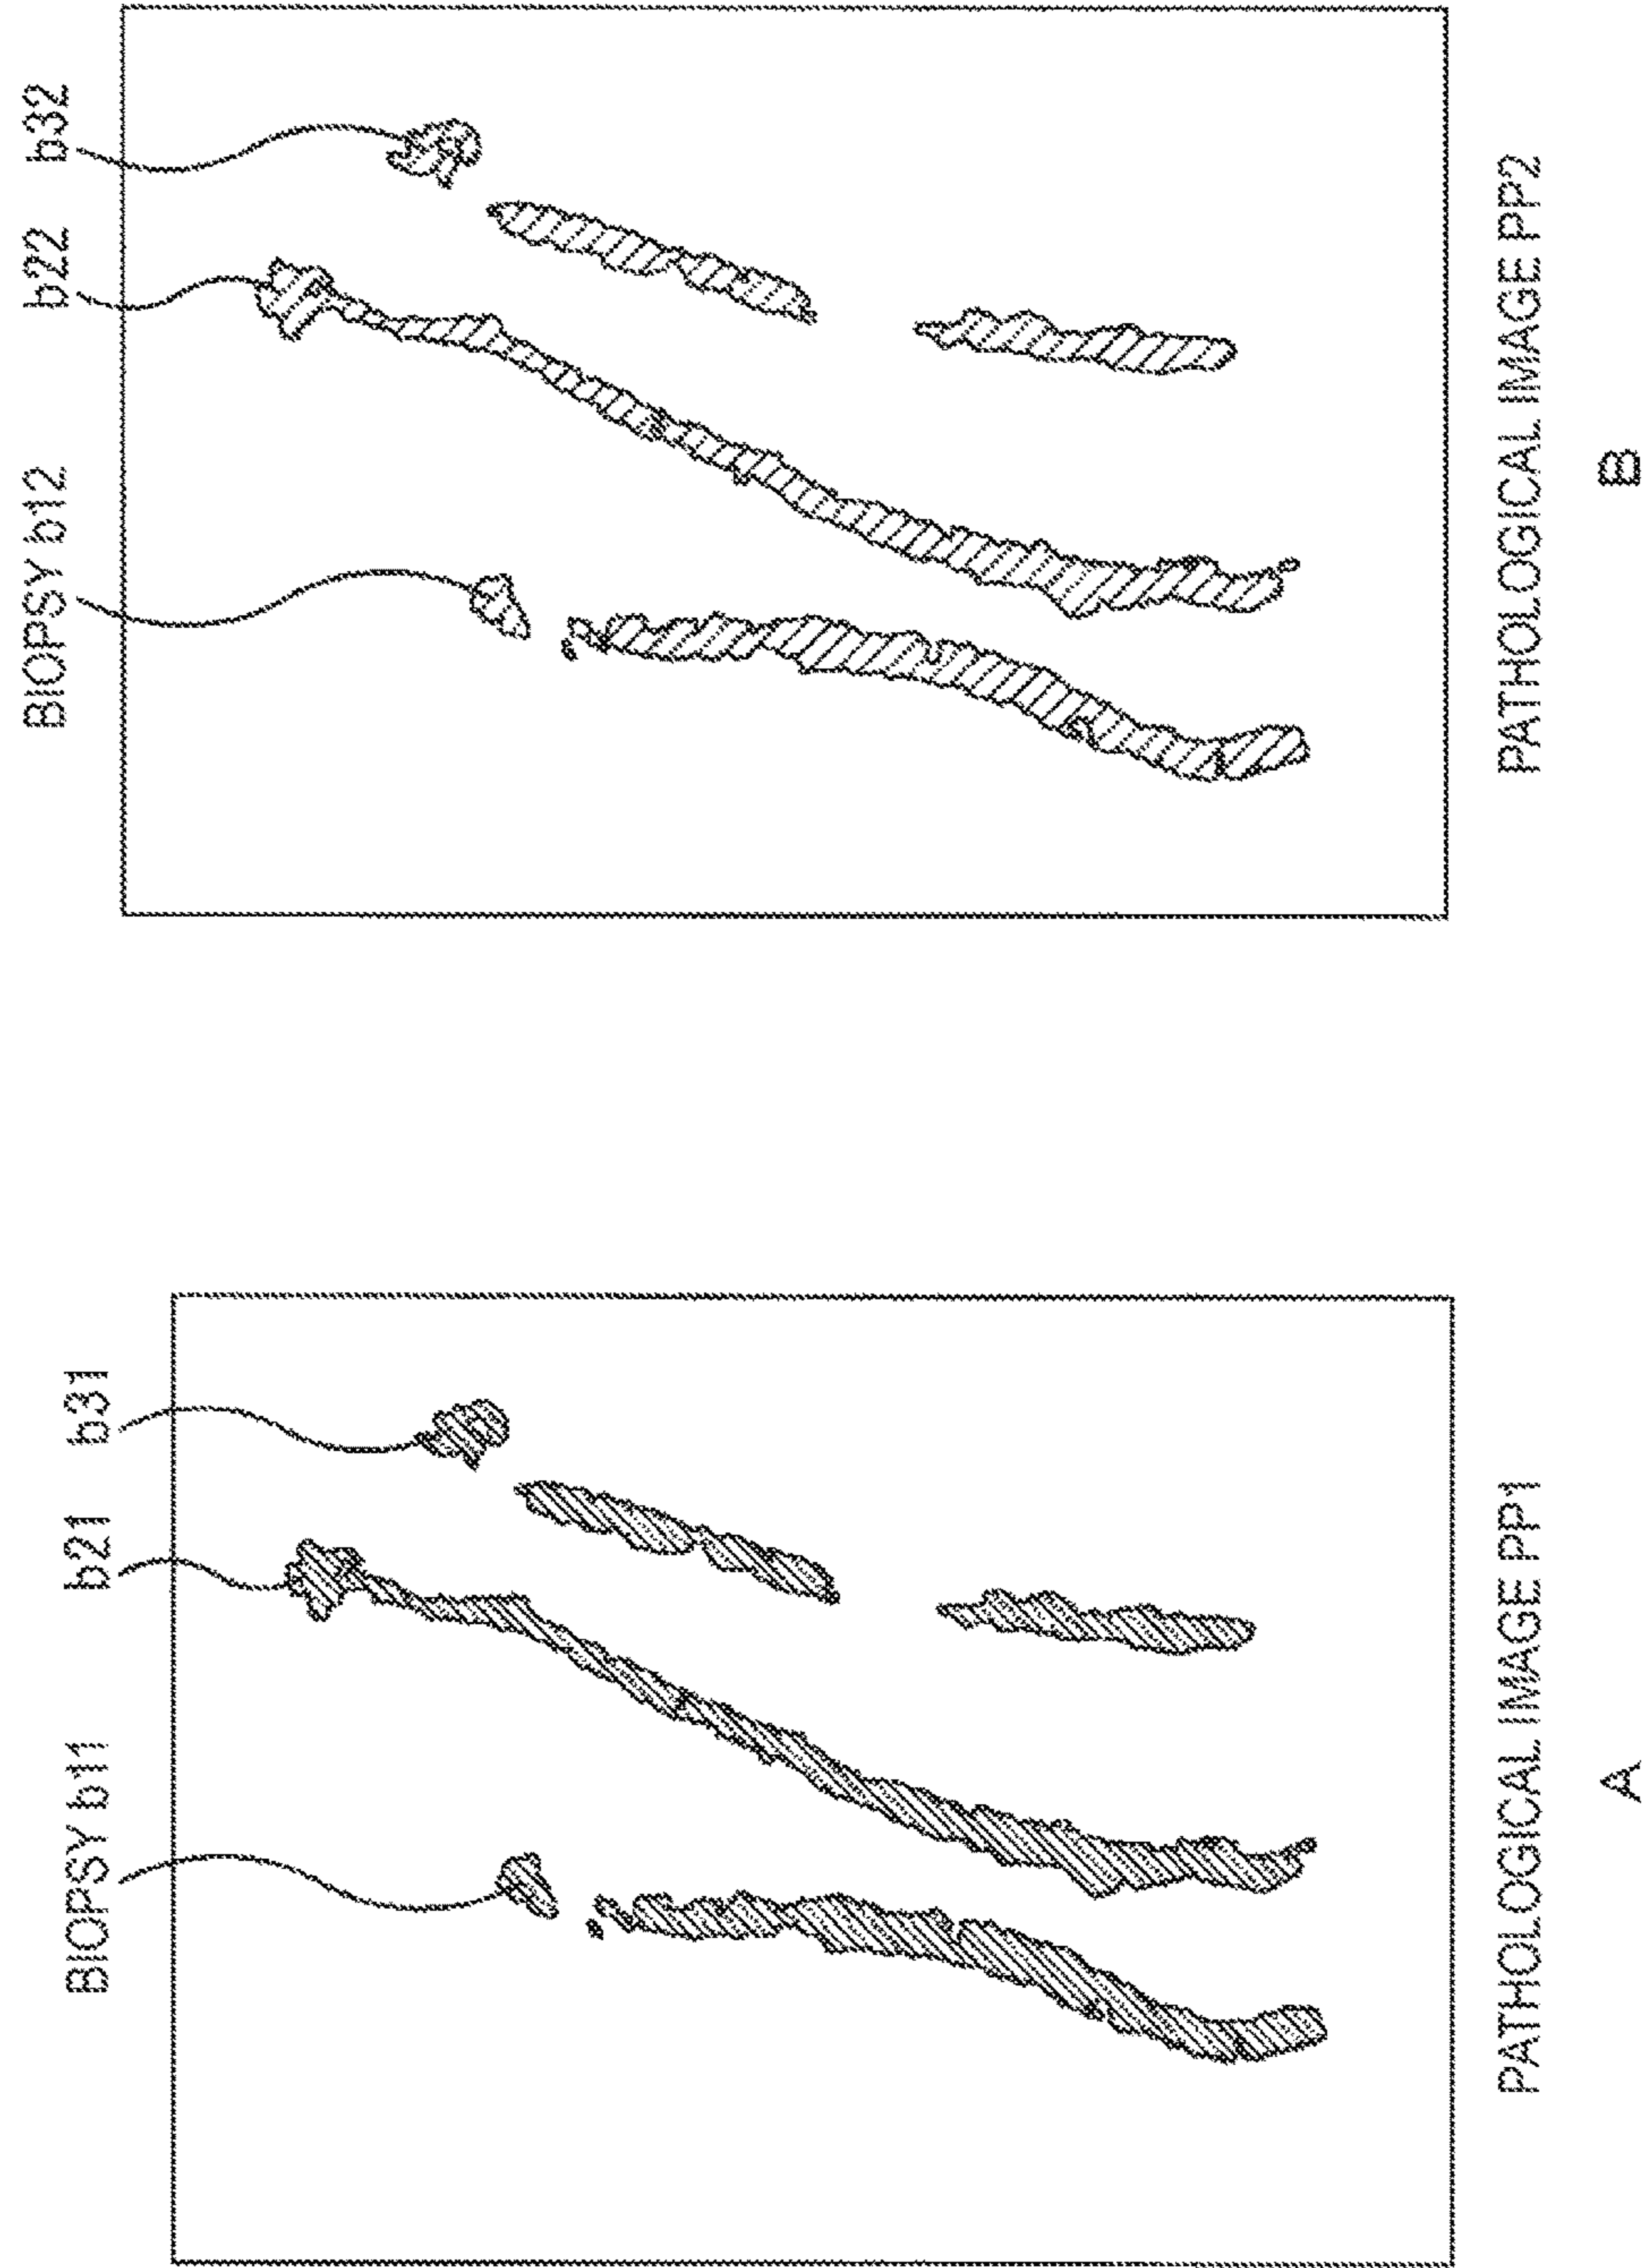 BIOPSY b11
b21
b31
PATHOLOGICAL IMAGE PP1
A
BIOPSY b12
b22
b32
PATHOLOGICAL IMAGE PP2
B